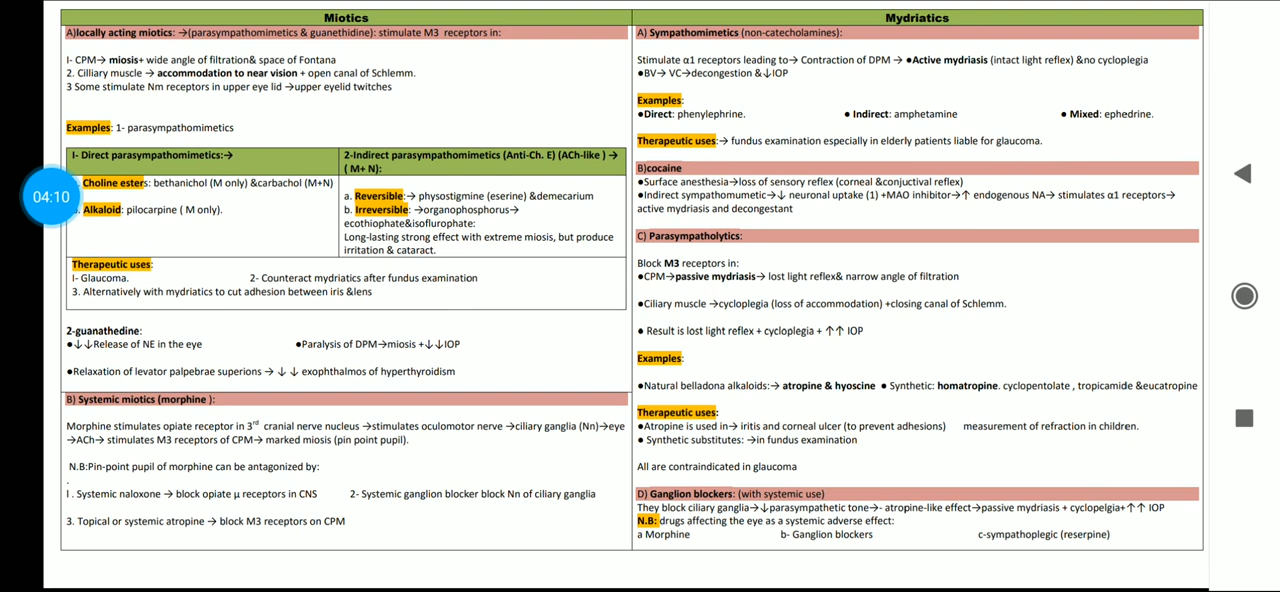 Miotics
A)locally acting miotics: →(parasympathomimetics & guanethidine): stimulate M3 receptors in:
I- CPM→ miosis+ wide angle of filtration& space of Fontana
2. Cilliary muscle → accommodation to near vision + open canal of Schlemm.
3 Some stimulate Nm receptors in upper eye lid →upper eyelid twitches
Examples: 1- parasympathomimetics
I- Direct parasympathomimetics:→
Choline esters: bethanichol (M only) &carbachol (M+N)
04:10
. Alkaloid: pilocarpine ( M only).
2-Indirect parasympathomimetics (Anti-Ch. E) (ACh-like ) →
( M+ N):
a. Reversible:→ physostigmine (eserine) &demecarium
b. Irreversible: →organophosphorus→
ecothiophate&isoflurophate:
Long-lasting strong effect with extreme miosis, but produce
irritation & cataract.
Therapeutic uses:
I- Glaucoma. 2- Counteract mydriatics after fundus examination
3. Alternatively with mydriatics to cut adhesion between iris &lens
2-guanathedine:
●↓↓Release of NE in the eye ●Paralysis of DPM→miosis +↓↓IOP
●Relaxation of levator palpebrae superions → ↓ ↓ exophthalmos of hyperthyroidism
B) Systemic miotics (morphine ):
Morphine stimulates opiate receptor in 3rd cranial nerve nucleus →stimulates oculomotor nerve →ciliary ganglia (Nn)→eye
→ACh→ stimulates M3 receptors of CPM→ marked miosis (pin point pupil).
N.B:Pin-point pupil of morphine can be antagonized by:
.
I . Systemic naloxone → block opiate μ receptors in CNS 2- Systemic ganglion blocker block Nn of ciliary ganglia
3. Topical or systemic atropine → block M3 receptors on CPM
Mydriatics
A) Sympathomimetics (non-catecholamines):
Stimulate α1 receptors leading to→ Contraction of DPM → ●Active mydriasis (intact light reflex) &no cycloplegia
●BV→ VC→decongestion &↓IOP
Examples:
●Direct: phenylephrine. ● Indirect: amphetamine ● Mixed: ephedrine.
Therapeutic uses:→ fundus examination especially in elderly patients liable for glaucoma.
B)cocaine
●Surface anesthesia→loss of sensory reflex (corneal &conjuctival reflex)
●Indirect sympathomumetic→↓ neuronal uptake (1) +MAO inhibitor→↑ endogenous NA→ stimulates α1 receptors→
active mydriasis and decongestant
C) Parasympatholytics:
Block M3 receptors in:
●CPM→passive mydriasis→ lost light reflex& narrow angle of filtration
●Ciliary muscle →cycloplegia (loss of accommodation) +closing canal of Schlemm.
● Result is lost light reflex + cycloplegia + ↑↑ IOP
Examples:
●Natural belladona alkaloids:→ atropine & hyoscine ● Synthetic: homatropine. cyclopentolate , tropicamide &eucatropine
Therapeutic uses:
●Atropine is used in→ iritis and corneal ulcer (to prevent adhesions) measurement of refraction in children.
● Synthetic substitutes: →in fundus examination
All are contraindicated in glaucoma
D) Ganglion blockers: (with systemic use)
They block ciliary ganglia→↓parasympathetic tone→- atropine-like effect→passive mydriasis + cyclopelgia+↑↑ IOP
N.B: drugs affecting the eye as a systemic adverse effect:
a Morphine b- Ganglion blockers c-sympathoplegic (reserpine)